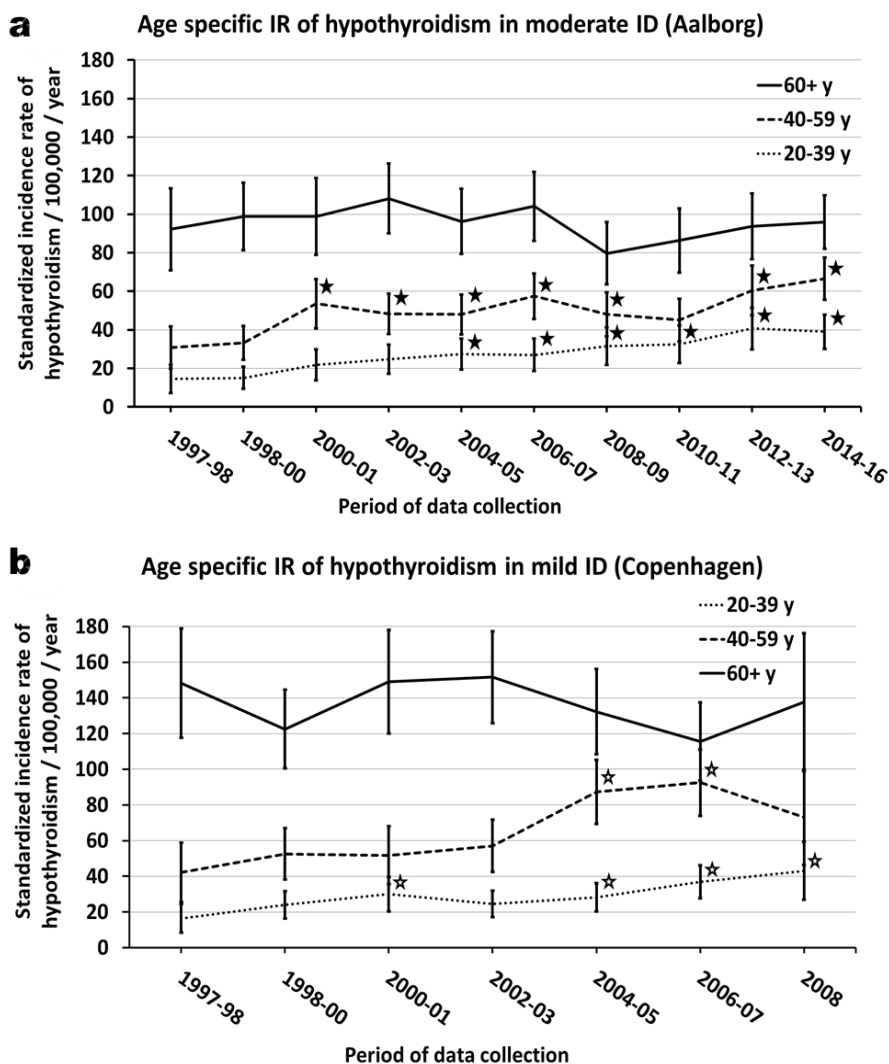 a
Age specific IR of hypothyroidism in moderate ID (Aalborg)
Standardized incidence rate of
hypothyroidism / 100,000 / year
180
160
140
120
100
80
60
40
20
0
60+ y
40-59 y
20-39 y
1997-98
1998-00
2000-01
2002-03
2004-05
2006-07
2008-09
2010-11
2012-13
2014-16
Period of data collection
b
Age specific IR of hypothyroidism in mild ID (Copenhagen)
Standardized incidence rate of
hypothyroidism / 100,000 / year
180
160
140
120
100
80
60
40
20
0
20-39 y
40-59 y
60+ y
1997-98
1998-00
2000-01
2002-03
2004-05
2006-07
2008
Period of data collection